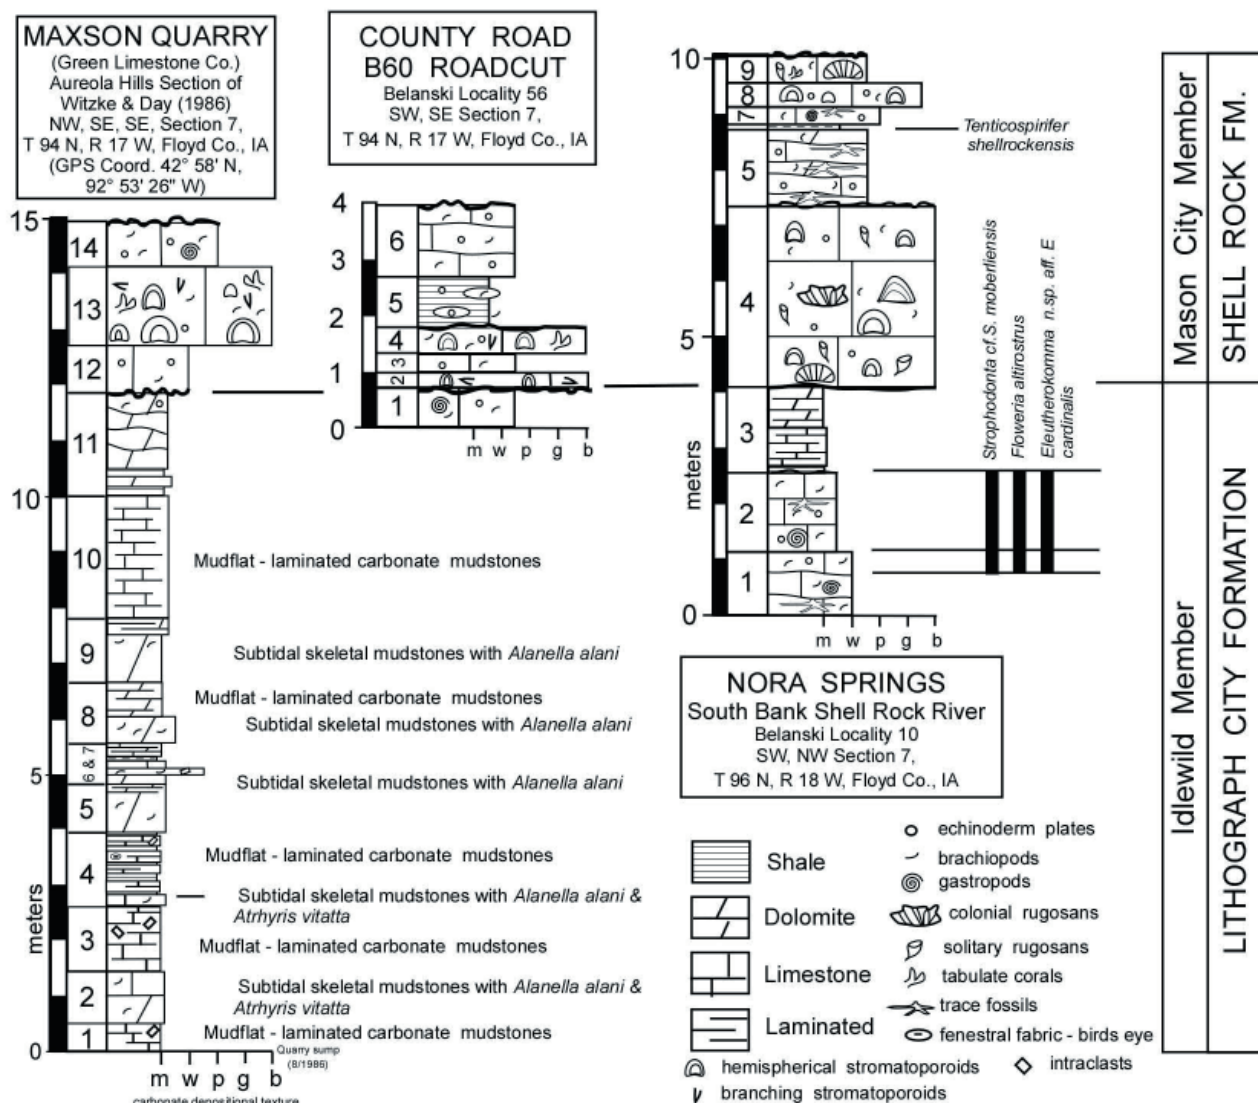 MAXSON QUARRY
(Green Limestone Co.)
Aureola Hills Section of
Witzke & Day (1986)
NW, SE, SE, Section 7,
T 94 N, R 17 W, Floyd Co., IA
(GPS Coord. 42° 58' N,
92° 53' 26" W)
COUNTY ROAD
B60 ROADCUT
Belanski Locality 56
SW, SE Section 7,
T 94 N, R 17 W, Floyd Co., IA
15
14
13
12
11
10
10
9
8
6 & 7
5
5
4
3
2
1
0
meters
m w p g b
carbonate depositional texture
Quarry sump
(8/1986)
Mudflat - laminated carbonate mudstones
Subtidal skeletal mudstones with Alanella alani
Mudflat - laminated carbonate mudstones
Subtidal skeletal mudstones with Alanella alani
Subtidal skeletal mudstones with Alanella alani
Mudflat - laminated carbonate mudstones
Subtidal skeletal mudstones with Alanella alani &
Atrhyris vitatta
Mudflat - laminated carbonate mudstones
Subtidal skeletal mudstones with Alanella alani &
Atrhyris vitatta
Mudflat - laminated carbonate mudstones
4
3
2
1
0
6
5
4
3
2
1
m w p g b
10
5
0
meters
9
8
7
5
4
3
2
1
m w p g b
Tenticospirifer
shellrockensis
Strophodonta cf.S. moberliensis
Floweria altirostrus
Eleutherokomma n.sp. aff. E
cardinalis
NORA SPRINGS
South Bank Shell Rock River
Belanski Locality 10
SW, NW Section 7,
T 96 N, R 18 W, Floyd Co., IA
Shale
Dolomite
Limestone
Laminated
hemispherical stromatoporoids
branching stromatoporoids
echinoderm plates
brachiopods
gastropods
colonial rugosans
solitary rugosans
tabulate corals
trace fossils
fenestral fabric - birds eye
intraclasts
Mason City Member
SHELL ROCK FM.
Idlewild Member
LITHOGRAPH CITY FORMATION